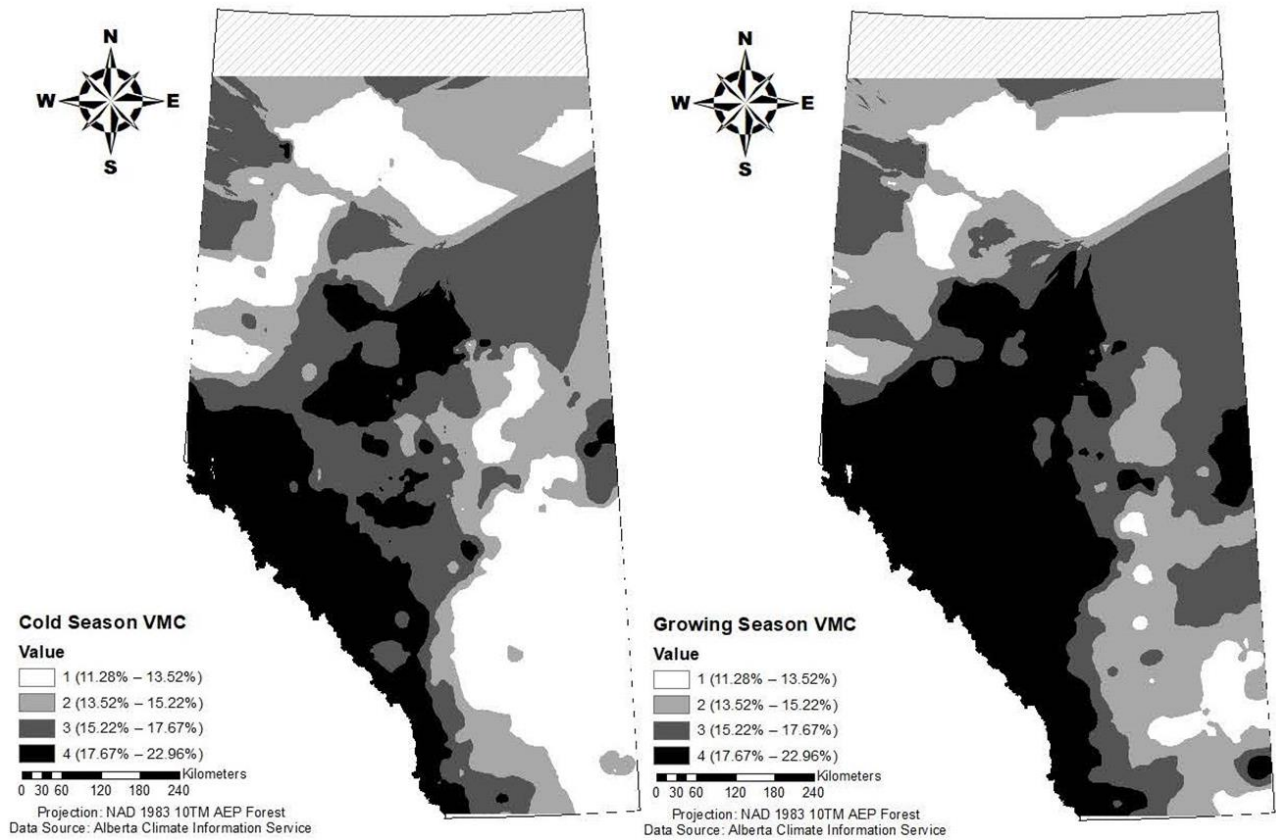 N
W E
S
Cold Season VMC
Value
1 (11.28% – 13.52%)
2 (13.52% – 15.22%)
3 (15.22% – 17.67%)
4 (17.67% – 22.96%)
Kilometers
0 30 60 120 180 240
Projection: NAD 1983 10TM AEP Forest
Data Source: Alberta Climate Information Service
N
W E
S
Growing Season VMC
Value
1 (11.28% – 13.52%)
2 (13.52% – 15.22%)
3 (15.22% – 17.67%)
4 (17.67% – 22.96%)
Kilometers
0 30 60 120 180 240
Projection: NAD 1983 10TM AEP Forest
Data Source: Alberta Climate Information Service